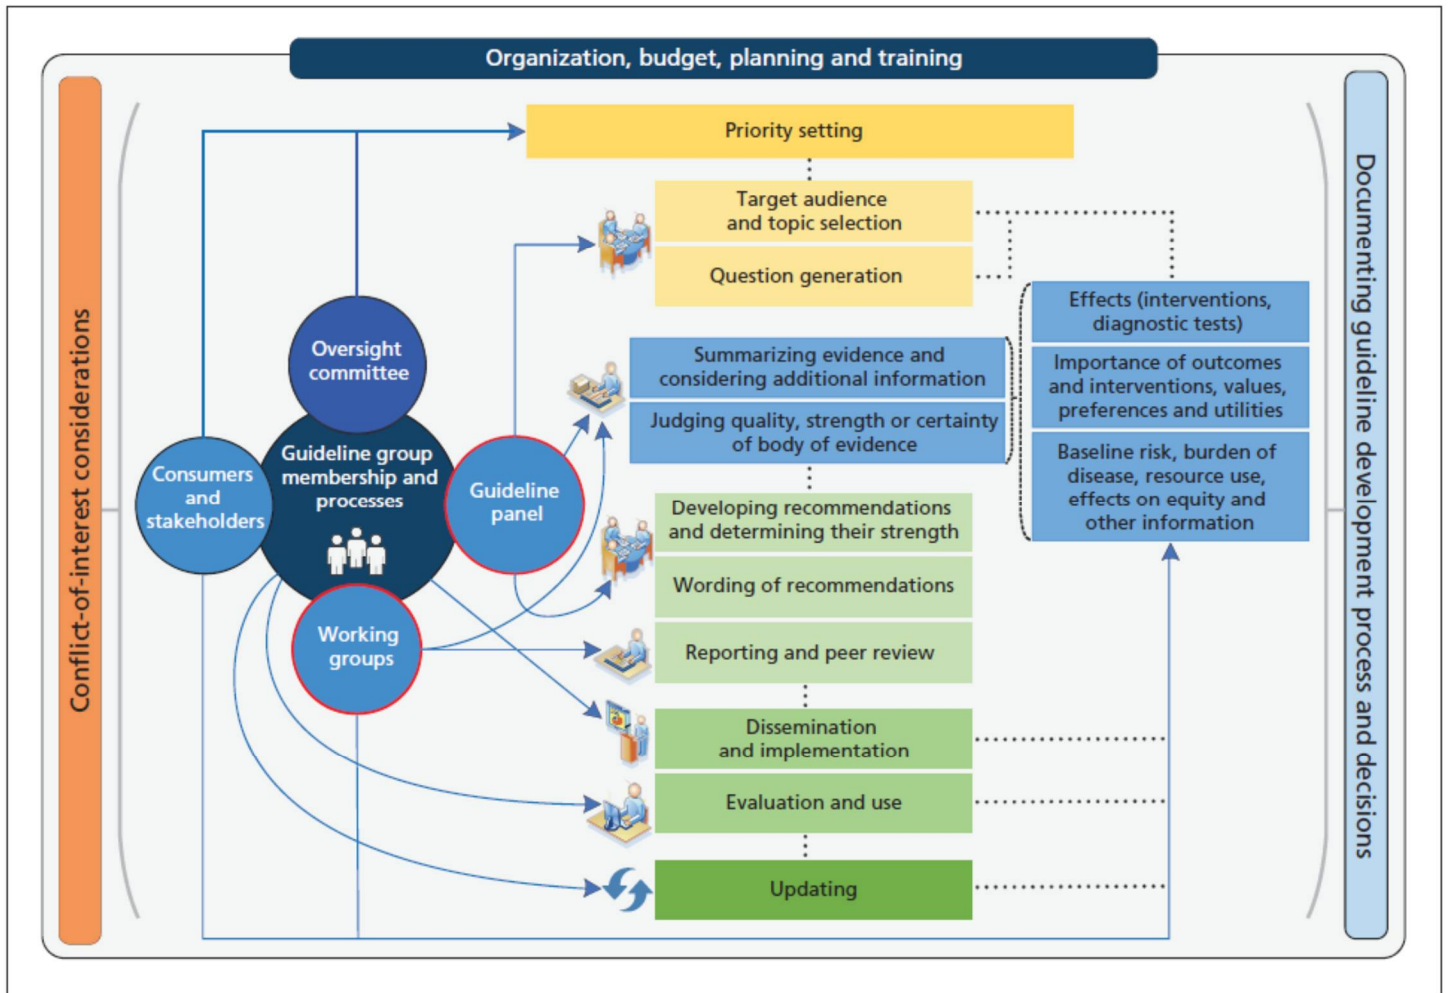 Organization, budget, planning and training
Conflict-of-interest considerations
Priority setting
Target audience
and topic selection
Question generation
Oversight
committee
Guideline group
membership and
processes
Consumers
and
stakeholders
Guideline
panel
Working
groups
Summarizing evidence and
considering additional information
Judging quality, strength or certainty
of body of evidence
Effects (interventions,
diagnostic tests)
Importance of outcomes
and interventions, values,
preferences and utilities
Baseline risk, burden of
disease, resource use,
effects on equity and
other information
Developing recommendations
and determining their strength
Wording of recommendations
Reporting and peer review
Dissemination
and implementation
Evaluation and use
Updating
Documenting guideline development process and decisions